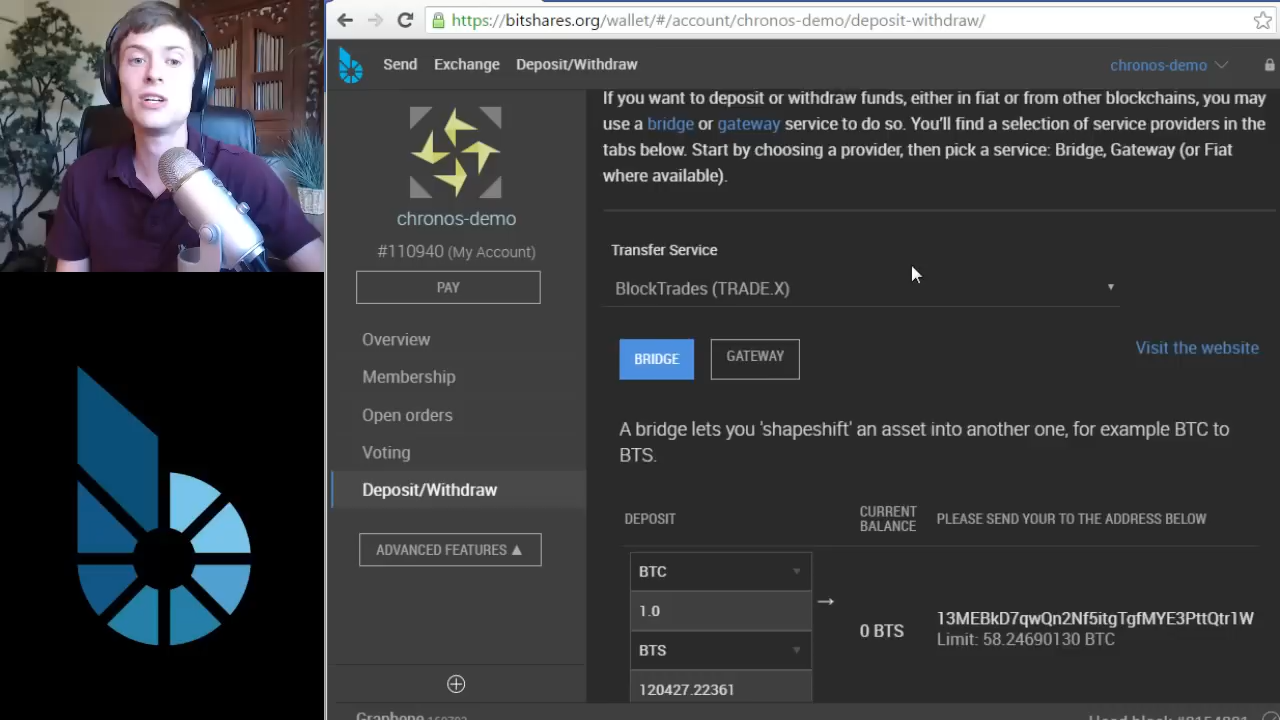 https://bitshares.org/wallet/#/account/chronos-demo/deposit-withdraw/
Send Exchange Deposit/Withdraw chronos-demo
If you want to deposit or withdraw funds, either in fiat or from other blockchains, you may
use a bridge or gateway service to do so. You'll find a selection of service providers in the
tabs below. Start by choosing a provider, then pick a service: Bridge, Gateway (or Fiat
where available).
chronos-demo
#110940 (My Account)
PAY
Overview
Membership
Open orders
Voting
Deposit/Withdraw
ADVANCED FEATURES
Transfer Service
BlockTrades (TRADE.X)
BRIDGE GATEWAY Visit the website
A bridge lets you 'shapeshift' an asset into another one, for example BTC to
BTS.
DEPOSIT
CURRENT
BALANCE
PLEASE SEND YOUR TO THE ADDRESS BELOW
BTC
1.0
BTS
120427.22361
0 BTS
13MEBkD7qwQn2Nf5itgTgfMYE3PttQtr1W
Limit: 58.24690130 BTC
Graphene